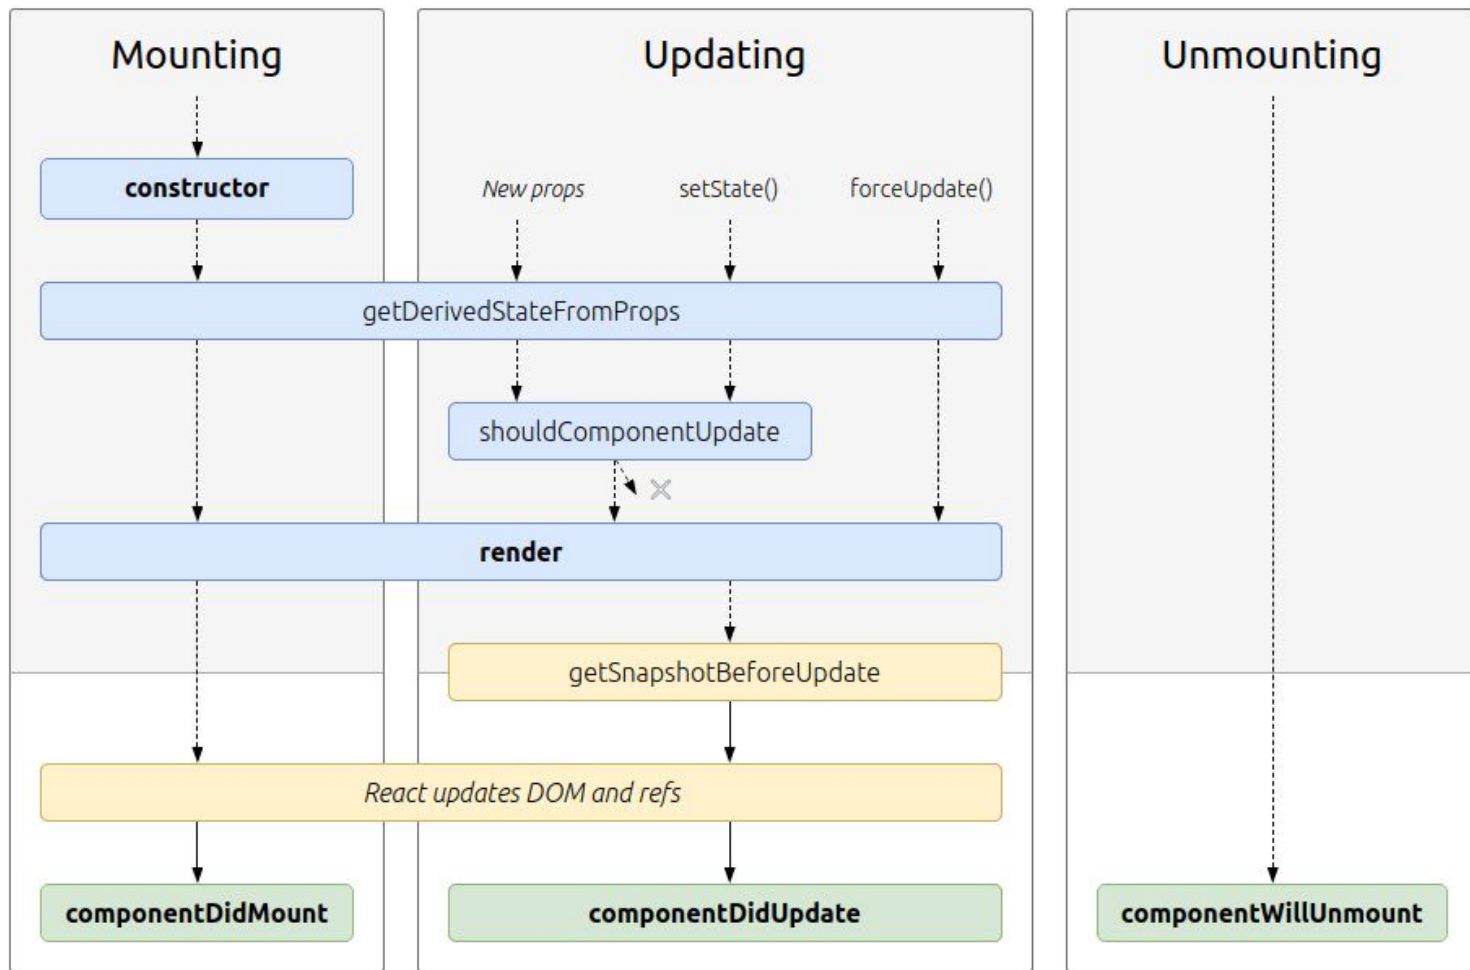 Mounting
Updating
Unmounting
constructor
New props
setState()
forceUpdate()
getDerivedStateFromProps
shouldComponentUpdate
render
getSnapshotBeforeUpdate
React updates DOM and refs
componentDidMount
componentDidUpdate
componentWillUnmount